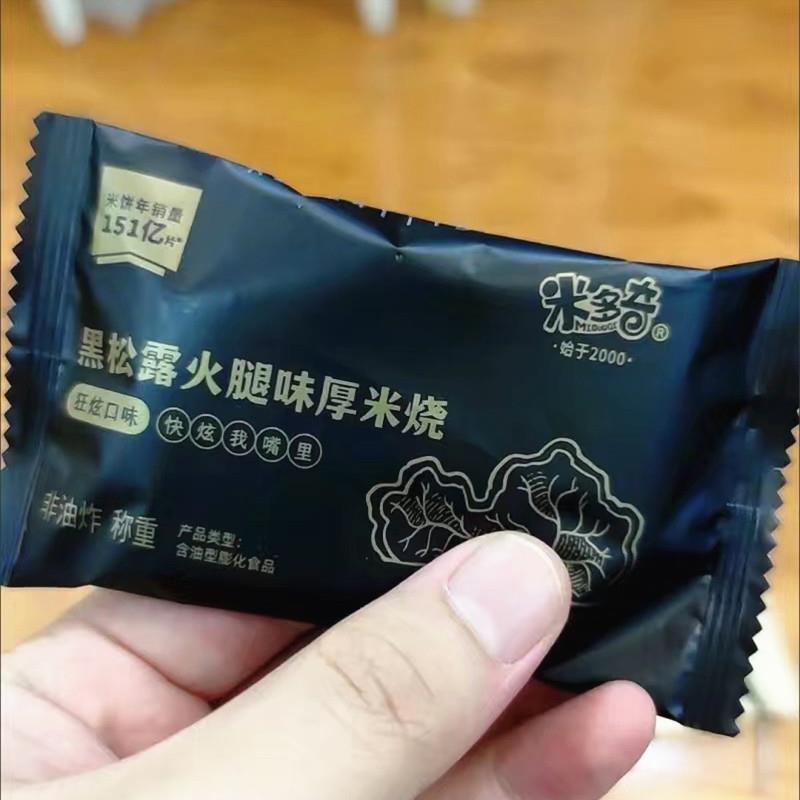 米饼年销量
151亿片*
米多奇®
MIDUOQI
·始于2000·
黑松露火腿味厚米烧
狂炫口味 快炫我嘴里
非油炸 称重
产品类型：
含油型膨化食品